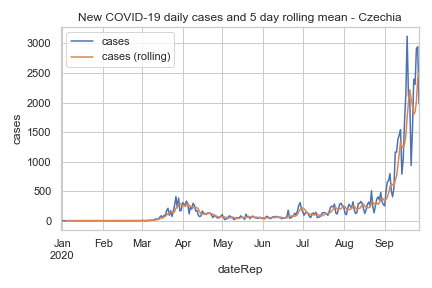 New COVID-19 daily cases and 5 day rolling mean - Czechia
cases
cases (rolling)
3000
2500
2000
1500
1000
500
0
cases
Jan Feb Mar Apr May Jun Jul Aug Sep
2020
dateRep